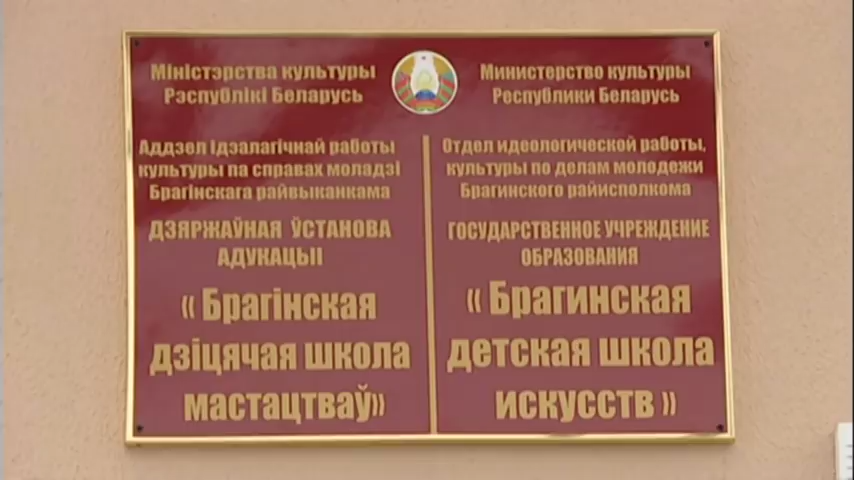 Міністэрства культуры
Рэспублікі Беларусь
Аддзел ідэалагічнай работы
культуры па справах моладзі
Брагінскага райвыканкама
ДЗЯРЖАЎНАЯ ЎСТАНОВА
АДУКАЦЫІ
« Брагінская
дзіцячая школа
мастацтваў»
Министерство культуры
Республики Беларусь
Отдел идеологической работы,
культуры по делам молодежи
Брагинского райисполкома
ГОСУДАРСТВЕННОЕ УЧРЕЖДЕНИЕ
ОБРАЗОВАНИЯ
« Брагинская
детская школа
искусств »